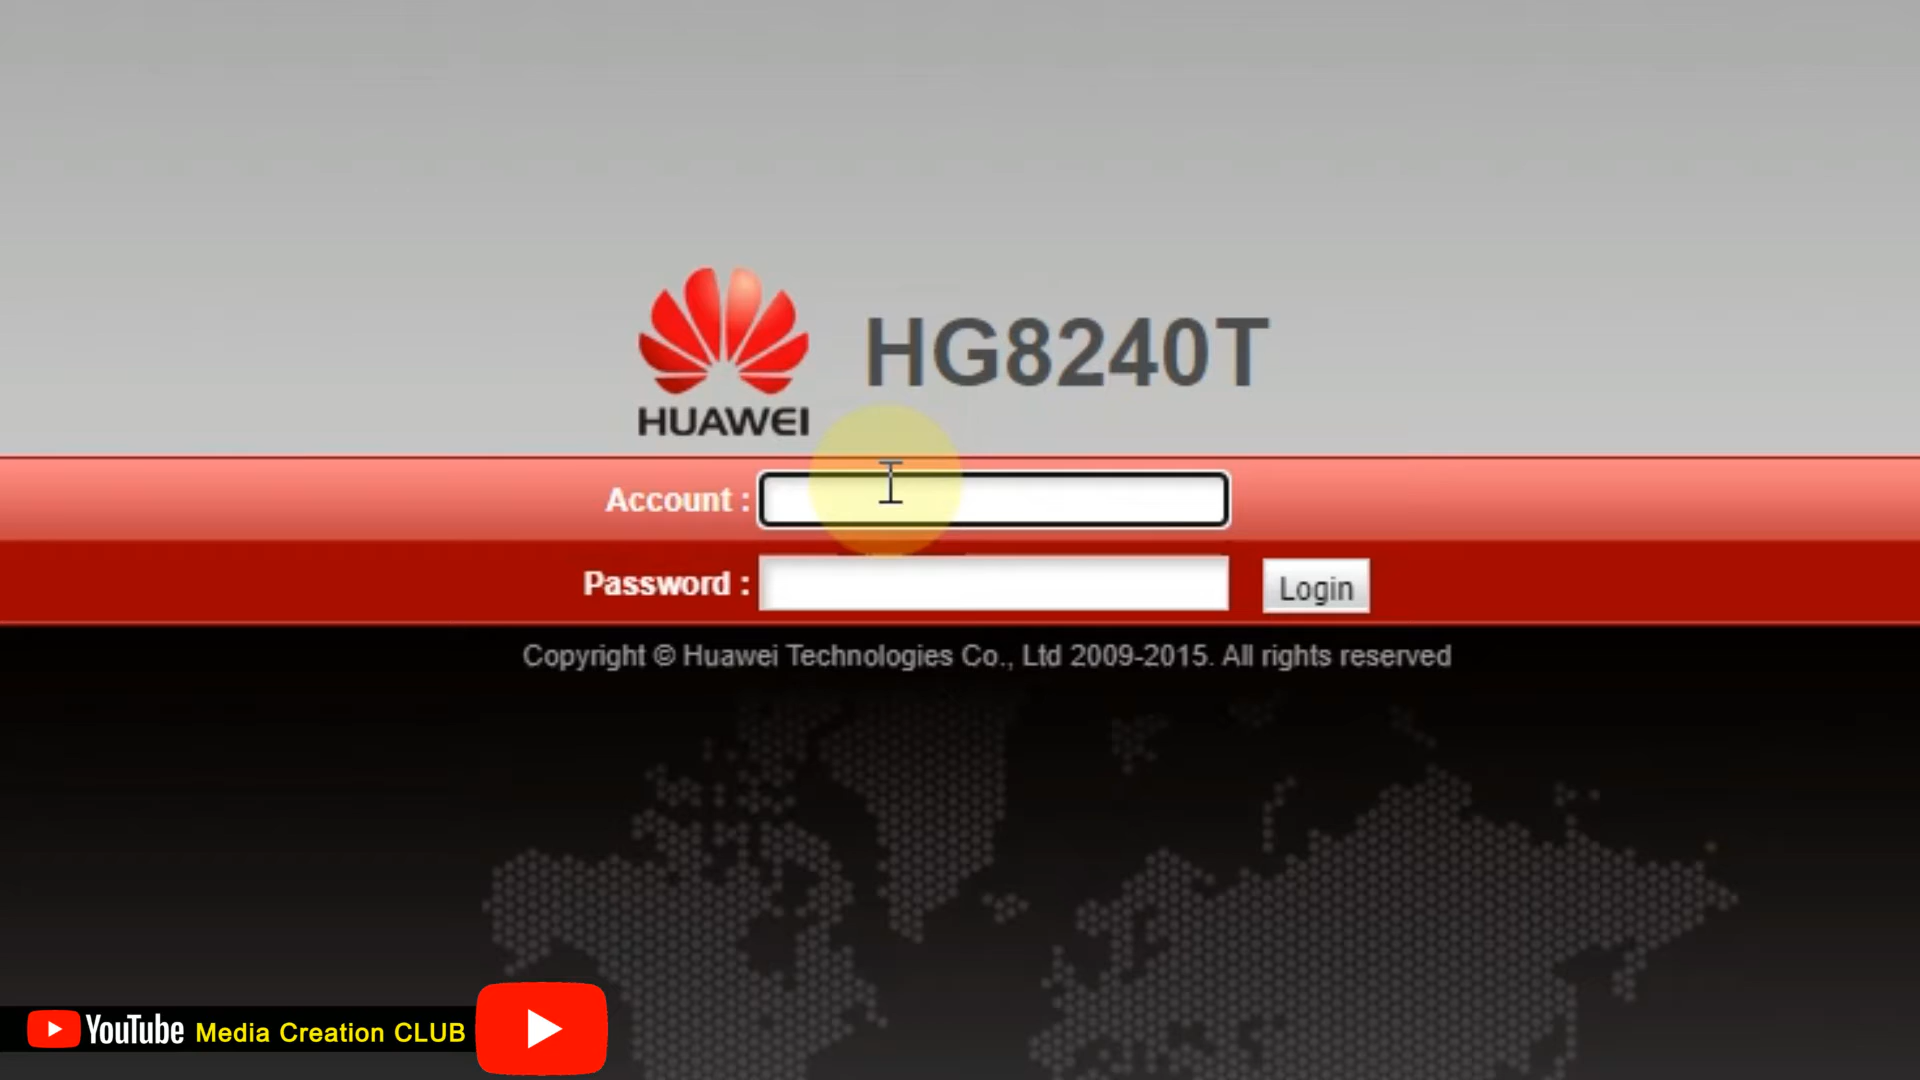 HUAWEI
HG8240T
Account :
Password :
Login
Copyright © Huawei Technologies Co., Ltd 2009-2015. All rights reserved
YouTube Media Creation CLUB